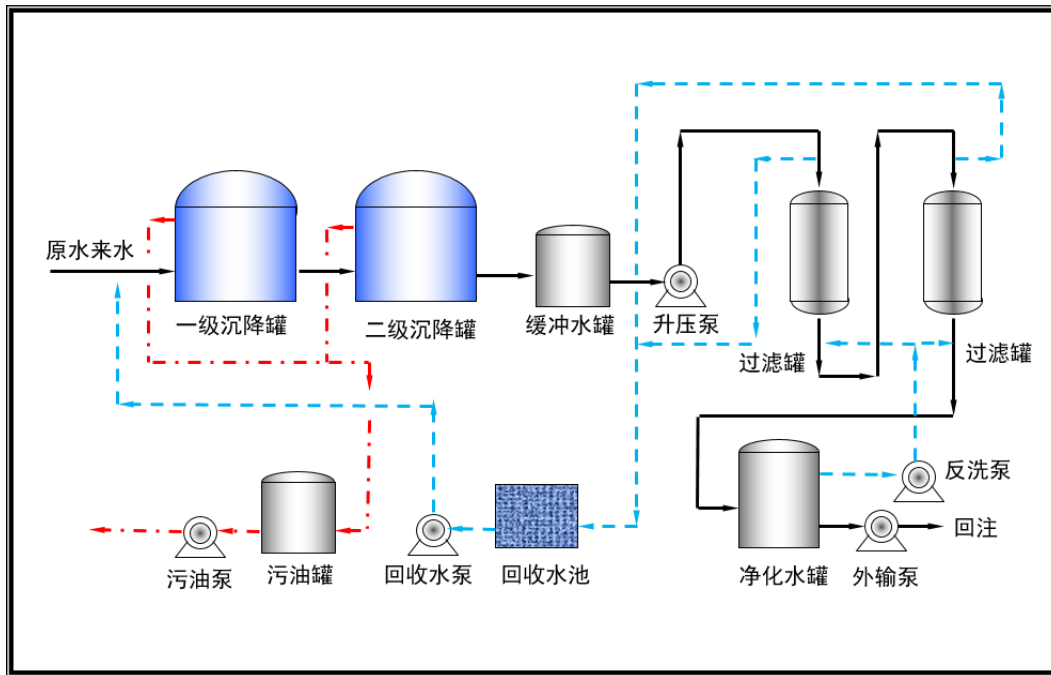 原水来水
一级沉降罐
二级沉降罐
缓冲水罐
升压泵
过滤罐
过滤罐
污油泵
污油罐
回收水泵
回收水池
净化水罐
外输泵
反洗泵
回注